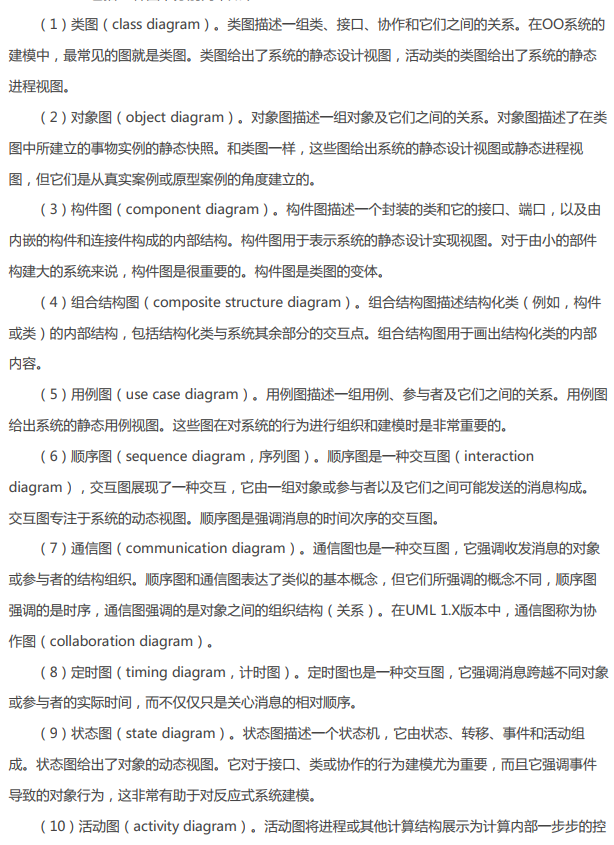 （1）类图（class diagram）。类图描述一组类、接口、协作和它们之间的关系。在OO系统的
建模中，最常见的图就是类图。类图给出了系统的静态设计视图，活动类的类图给出了系统的静态
进程视图。
（2）对象图（object diagram）。对象图描述一组对象及它们之间的关系。对象图描述了在类
图中所建立的事物实例的静态快照。和类图一样，这些图给出系统的静态设计视图或静态进程视
图，但它们是从真实案例或原型案例的角度建立的。
（3）构件图（component diagram）。构件图描述一个封装的类和它的接口、端口，以及由
内嵌的构件和连接件构成的内部结构。构件图用于表示系统的静态设计实现视图。对于由小的部件
构建大的系统来说，构件图是很重要的。构件图是类图的变体。
（4）组合结构图（composite structure diagram）。组合结构图描述结构化类（例如，构件
或类）的内部结构，包括结构化类与系统其余部分的交互点。组合结构图用于画出结构化类的内部
内容。
（5）用例图（use case diagram）。用例图描述一组用例、参与者及它们之间的关系。用例图
给出系统的静态用例视图。这些图在对系统的行为进行组织和建模时是非常重要的。
（6）顺序图（sequence diagram，序列图）。顺序图是一种交互图（interaction
diagram），交互图展现了一种交互，它由一组对象或参与者以及它们之间可能发送的消息构成。
交互图专注于系统的动态视图。顺序图是强调消息的时间次序的交互图。
（7）通信图（communication diagram）。通信图也是一种交互图，它强调收发消息的对象
或参与者的结构组织。顺序图和通信图表达了类似的基本概念，但它们所强调的概念不同，顺序图
强调的是时序，通信图强调的是对象之间的组织结构（关系）。在UML 1.X版本中，通信图称为协
作图（collaboration diagram）。
（8）定时图（timing diagram，计时图）。定时图也是一种交互图，它强调消息跨越不同对象
或参与者的实际时间，而不仅仅只是关心消息的相对顺序。
（9）状态图（state diagram）。状态图描述一个状态机，它由状态、转移、事件和活动组
成。状态图给出了对象的动态视图。它对于接口、类或协作的行为建模尤为重要，而且它强调事件
导致的对象行为，这非常有助于对反应式系统建模。
（10）活动图（activity diagram）。活动图将进程或其他计算结构展示为计算内部一步步的控